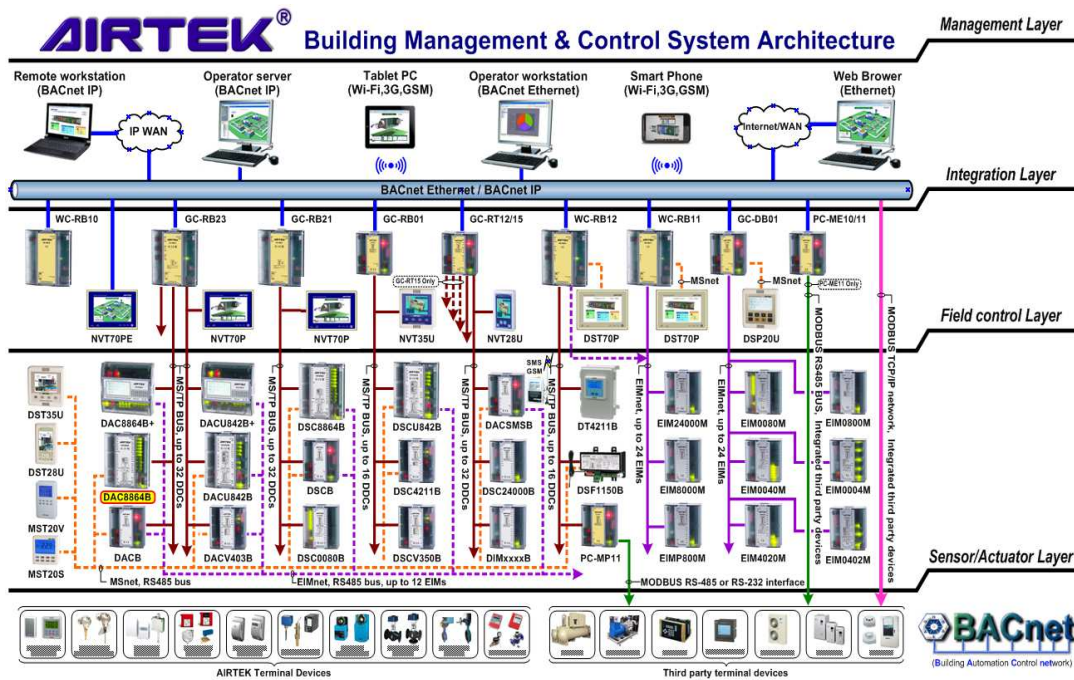 AIRTEK®
Building Management & Control System Architecture
Management Layer
Remote workstation
(BACnet IP)
Operator server
(BACnet IP)
Tablet PC
(Wi-Fi,3G,GSM)
Operator workstation
(BACnet Ethernet)
Smart Phone
(Wi-Fi,3G,GSM)
Web Brower
(Ethernet)
IP WAN
Internet/WAN
Integration Layer
BACnet Ethernet / BACnet IP
WC-RB10
GC-RB23
GC-RB21
GC-RB01
GC-RT12/15
WC-RB12
WC-RB11
GC-DB01
PC-ME10/11
GC-RT15 Only
MSnet
MSnet
PC-ME11 Only
NVT70PE
NVT70P
NVT70P
NVT35U
NVT28U
DST70P
DST70P
DSP20U
Field control Layer
MS/TP BUS, up to 32 DDCs
MS/TP BUS, up to 32 DDCs
MS/TP BUS, up to 16 DDCs
MS/TP BUS, up to 32 DDCs
MS/TP BUS, up to 16 DDCs
EIMnet, up to 24 EIMs
EIMnet, up to 24 EIMs
MODBUS RS485 BUS, Integrated third party devices
MODBUS TCP/IP network, Integrated third party devices
SMS
GSM
DST35U
DAC8864B+
DACU842B+
DSC8864B
DSCU842B
DACSMSB
DT4211B
EIM24000M
EIM0080M
EIM0800M
DST28U
DAC8864B
DACU842B
DSCB
DSC4211B
DSC24000B
DSF1150B
EIM8000M
EIM0040M
EIM0004M
MST20V
MST20S
DACB
DACV403B
DSC0080B
DSCV350B
DIMxxxxB
PC-MP11
EIMP800M
EIM4020M
EIM0402M
Sensor/Actuator Layer
MSnet, RS485 bus
EIMnet, RS485 bus, up to 12 EIMs
MODBUS RS-485 or RS-232 interface
AIRTEK Terminal Devices
Third party terminal devices
BACnet
(Building Automation Control network)